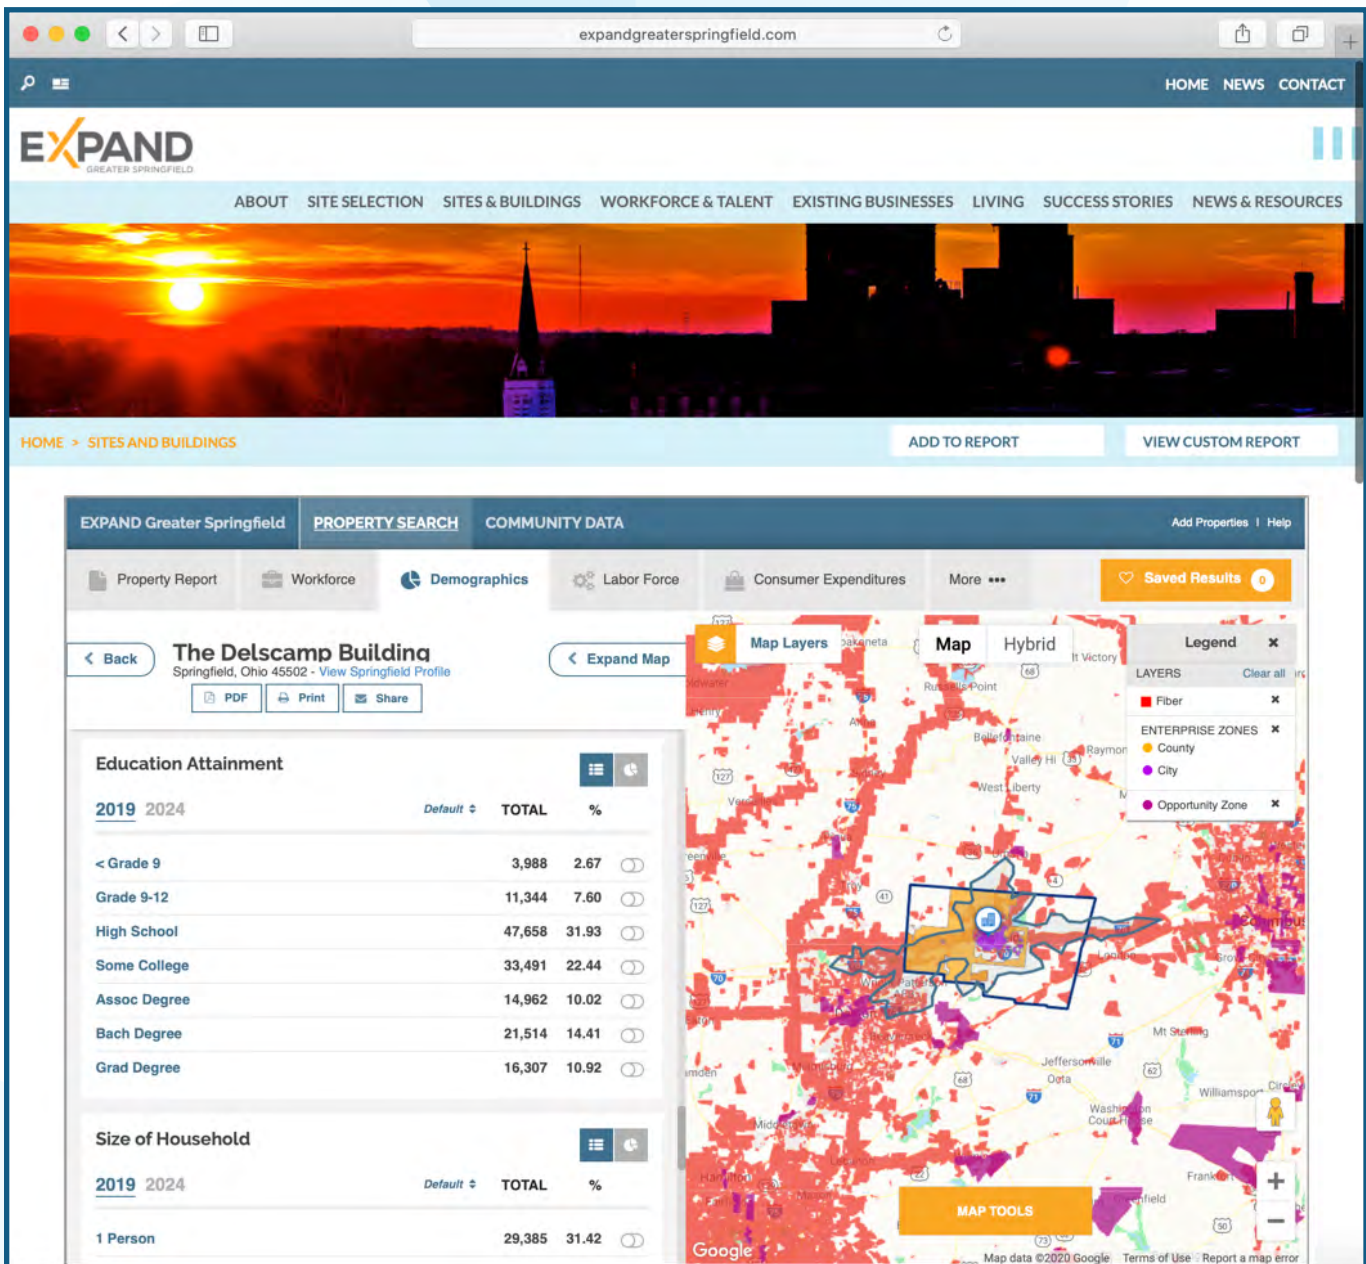 expandgreaterspringfield.com
HOME NEWS CONTACT
EXPAND
GREATER SPRINGFIELD
ABOUT SITE SELECTION SITES & BUILDINGS WORKFORCE & TALENT EXISTING BUSINESSES LIVING SUCCESS STORIES NEWS & RESOURCES
HOME > SITES AND BUILDINGS
ADD TO REPORT VIEW CUSTOM REPORT
EXPAND Greater Springfield PROPERTY SEARCH COMMUNITY DATA
Add Properties | Help
Property Report Workforce Demographics Labor Force Consumer Expenditures More •••
Saved Results 0
Back
The Delscamp Building
Springfield, Ohio 45502 - View Springfield Profile
PDF Print Share
Expand Map
Education Attainment
2019 2024 Default TOTAL %
< Grade 9 3,988 2.67
Grade 9-12 11,344 7.60
High School 47,658 31.93
Some College 33,491 22.44
Assoc Degree 14,962 10.02
Bach Degree 21,514 14.41
Grad Degree 16,307 10.92
Size of Household
2019 2024 Default TOTAL %
1 Person 29,385 31.42
Map Layers
Map Hybrid
Legend
LAYERS Clear all
Fiber
ENTERPRISE ZONES
County
City
Opportunity Zone
Russells Point
Bellefontaine
Valley Hi
West Liberty
London
Mt Sterling
Jeffersonville
Octa
Washington
Court House
Williamsport
MAP TOOLS
Google
Map data ©2020 Google Terms of Use Report a map error